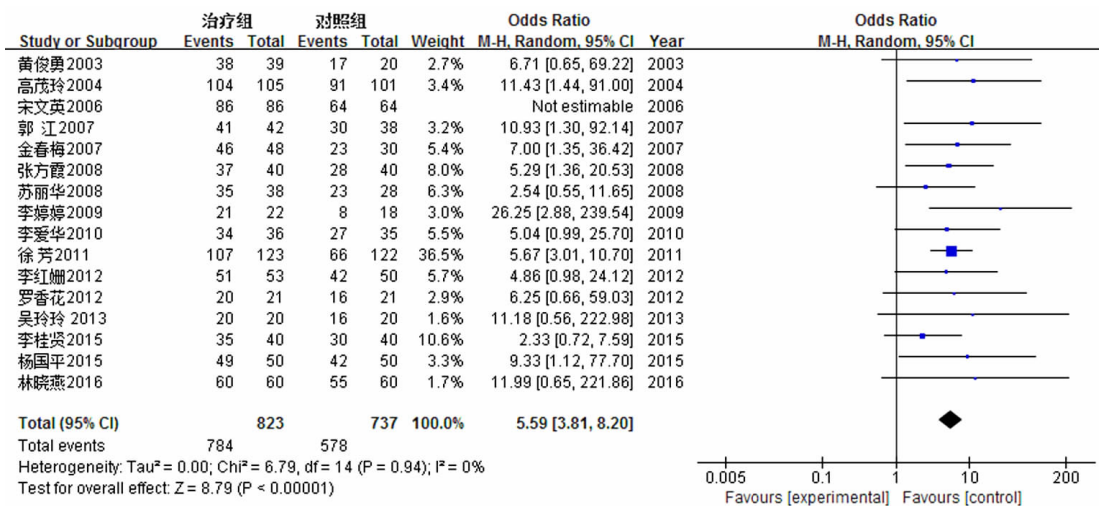 治疗组 对照组 Odds Ratio Odds Ratio
Study or Subgroup Events Total Events Total Weight M-H, Random, 95% CI Year M-H, Random, 95% CI
黄俊勇2003 38 39 17 20 2.7% 6.71 [0.65, 69.22] 2003
高茂玲2004 104 105 91 101 3.4% 11.43 [1.44, 91.00] 2004
宋文英2006 86 86 64 64 Not estimable 2006
郭 江2007 41 42 30 38 3.2% 10.93 [1.30, 92.14] 2007
金春梅2007 46 48 23 30 5.4% 7.00 [1.35, 36.42] 2007
张方霞2008 37 40 28 40 8.0% 5.29 [1.36, 20.53] 2008
苏丽华2008 35 38 23 28 6.3% 2.54 [0.55, 11.65] 2008
李婷婷2009 21 22 8 18 3.0% 26.25 [2.88, 239.54] 2009
李爱华2010 34 36 27 35 5.5% 5.04 [0.99, 25.70] 2010
徐 芳2011 107 123 66 122 36.5% 5.67 [3.01, 10.70] 2011
李红姗2012 51 53 42 50 5.7% 4.86 [0.98, 24.12] 2012
罗香花2012 20 21 16 21 2.9% 6.25 [0.66, 59.03] 2012
吴玲玲 2013 20 20 16 20 1.6% 11.18 [0.56, 222.98] 2013
李桂贤2015 35 40 30 40 10.6% 2.33 [0.72, 7.59] 2015
杨国平2015 49 50 42 50 3.3% 9.33 [1.12, 77.70] 2015
林晓燕2016 60 60 55 60 1.7% 11.99 [0.65, 221.86] 2016
Total (95% CI) 823 737 100.0% 5.59 [3.81, 8.20]
Total events 784 578
Heterogeneity: Tau² = 0.00; Chi² = 6.79, df = 14 (P = 0.94); I² = 0%
Test for overall effect: Z = 8.79 (P < 0.00001)
0.005 0.1 1 10 200
Favours [experimental] Favours [control]